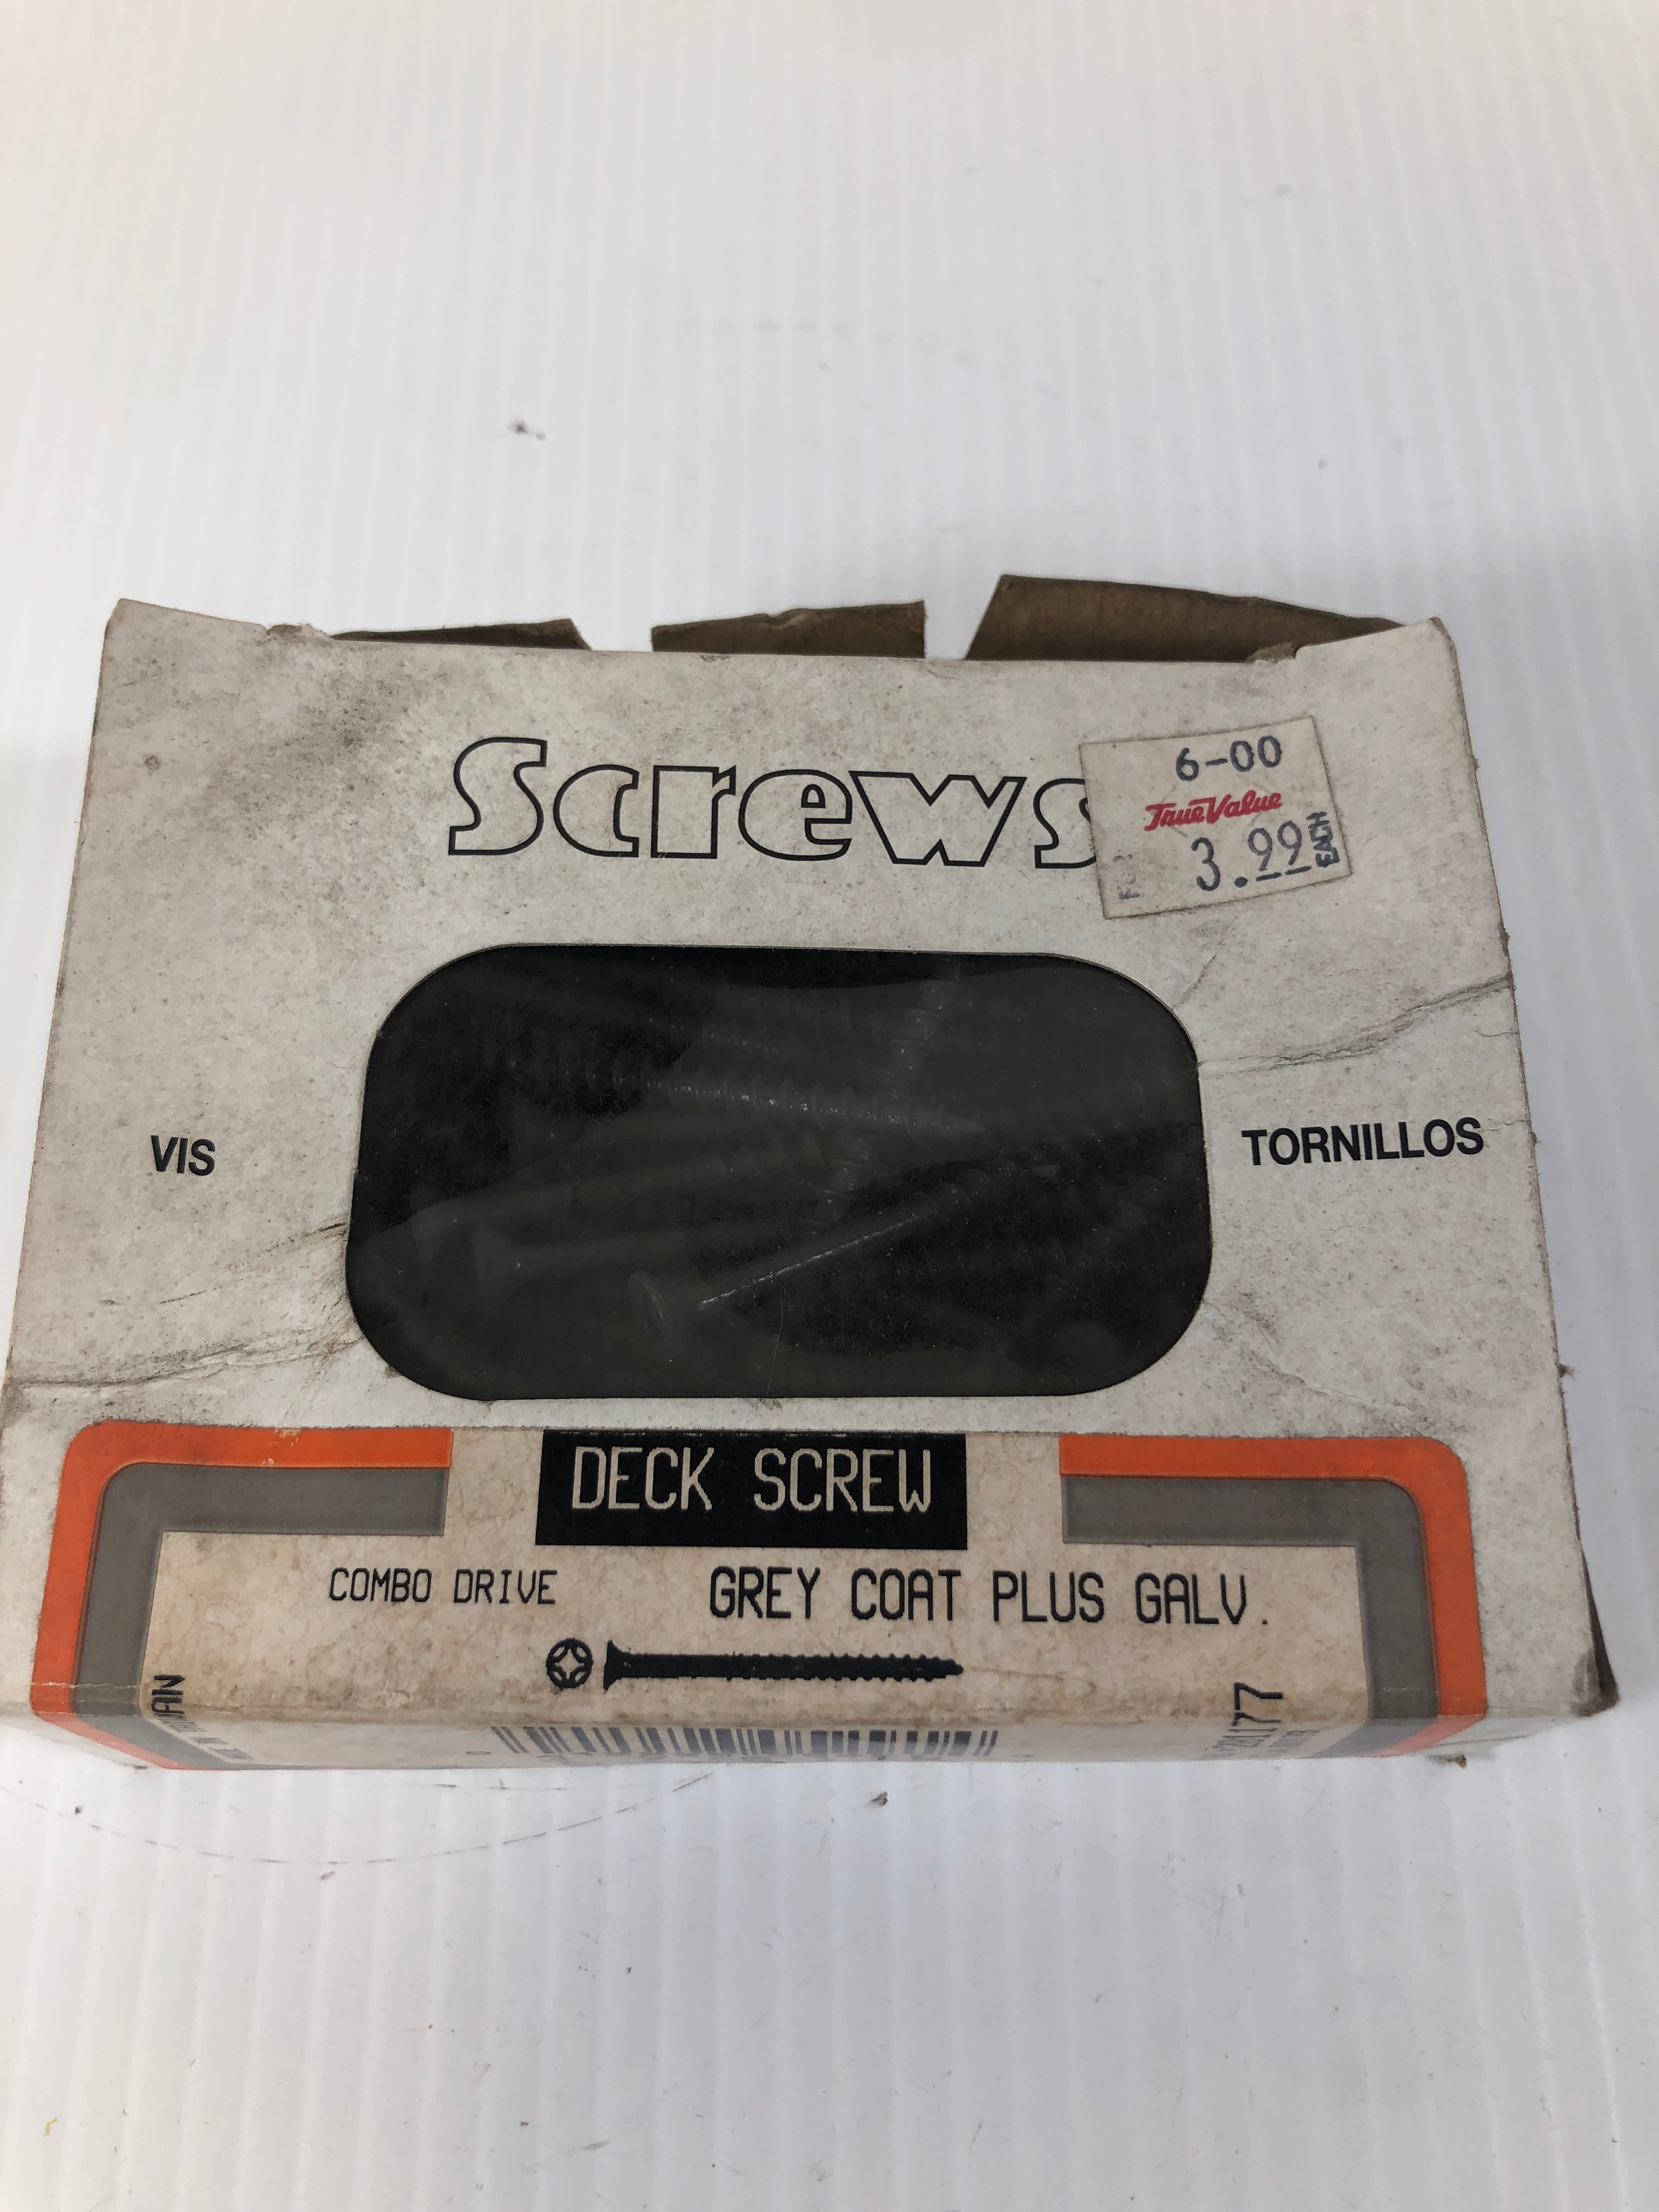 Screws
6-00
True Value
3.99 EACH
VIS
TORNILLOS
DECK SCREW
COMBO DRIVE
GREY COAT PLUS GALV.